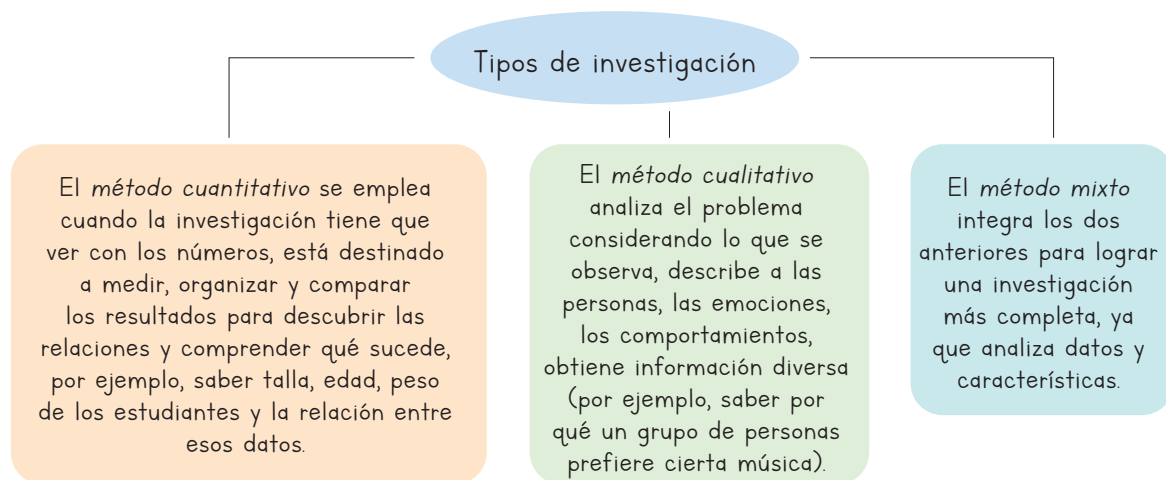 Tipos de investigación
El método cuantitativo se emplea
cuando la investigación tiene que
ver con los números, está destinado
a medir, organizar y comparar
los resultados para descubrir las
relaciones y comprender qué sucede,
por ejemplo, saber talla, edad, peso
de los estudiantes y la relación entre
esos datos.
El método cualitativo
analiza el problema
considerando lo que se
observa, describe a las
personas, las emociones,
los comportamientos,
obtiene información diversa
(por ejemplo, saber por
qué un grupo de personas
prefiere cierta música).
El método mixto
integra los dos
anteriores para lograr
una investigación
más completa, ya
que analiza datos y
características.